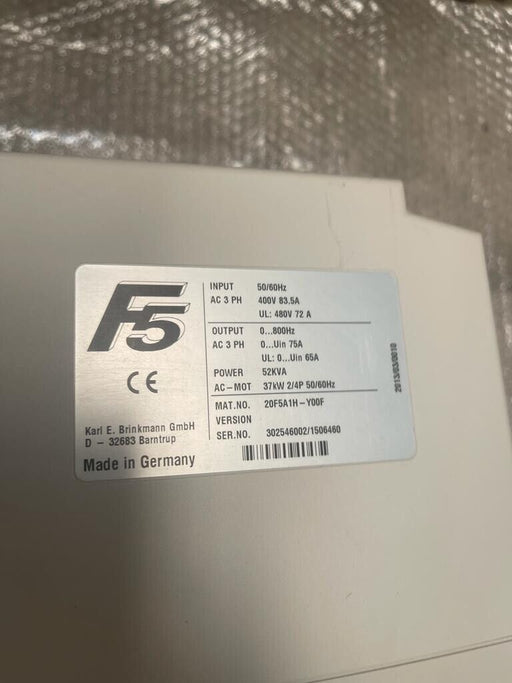 F5
CE
Karl E. Brinkmann GmbH
D – 32683 Barntrup
Made in Germany
INPUT 50/60Hz
AC 3 PH 400V 83.5A
UL: 480V 72 A
OUTPUT 0...800Hz
AC 3 PH 0...Uin 75A
UL: 0...Uin 65A
POWER 52KVA
AC–MOT 37kW 2/4P 50/60Hz
MAT.NO. 20F5A1H–Y00F
VERSION
SER.NO. 302546002/1506460
2013/03/0010